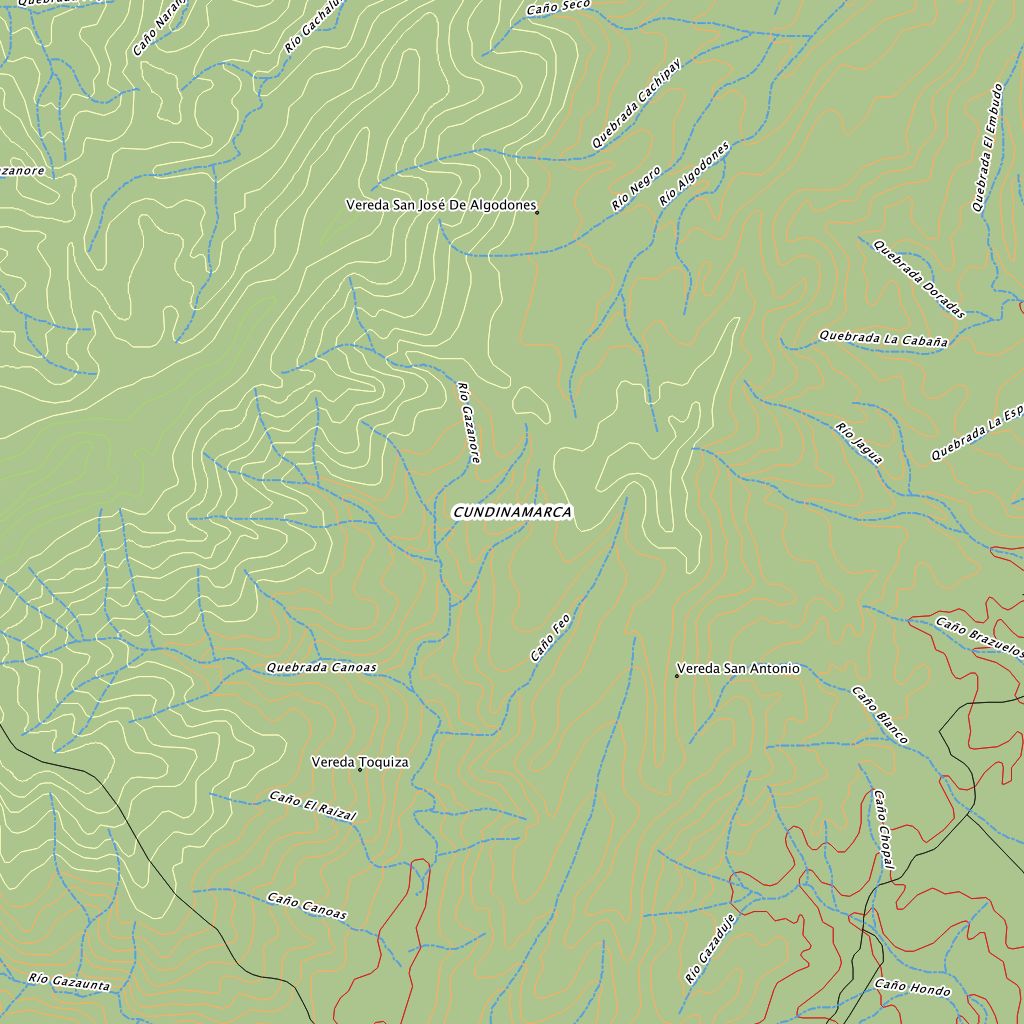 Caño Seco
Río Gachalu
Caño Naranj
Quebrada Cachipay
Quebrada El Embudo
zanore
Río Negro
Río Algodones
Vereda San José De Algodones
Quebrada Doradas
Quebrada La Cabaña
Río Gazanore
Río Jagua
Quebrada La Esp
CUNDINAMARCA
Caño Feo
Caño Brazuelos
Quebrada Canoas
Vereda San Antonio
Caño Blanco
Vereda Toquiza
Caño El Raizal
Caño Chopal
Caño Canoas
Río Gazaduje
Río Gazaunta
Caño Hondo